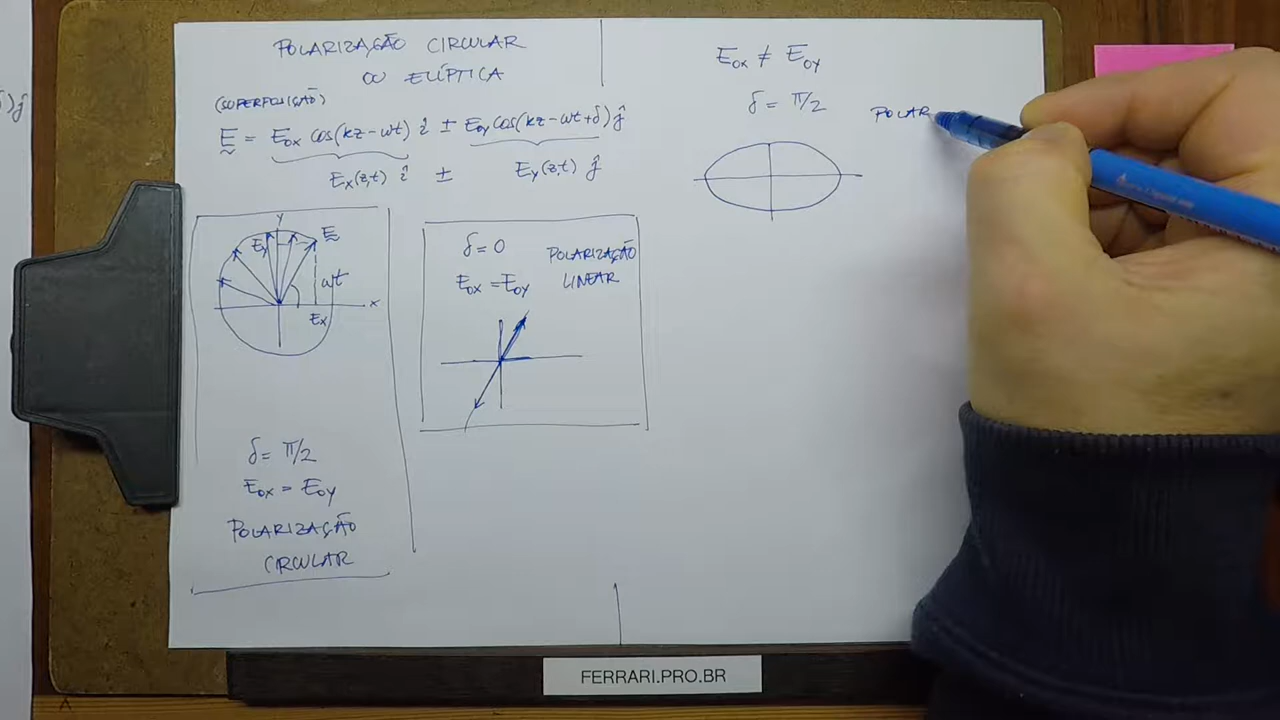 )ĵ
POLARIZAÇÃO CIRCULAR
OU ELÍPTICA
(SUPERPOSIÇÃO)
E = Eox cos(kz-ωt) î ± Eoy cos(kz-ωt+δ) ĵ
Ex(z,t) î ± Ey(z,t) ĵ
y
E
Ey
ωt
Ex
x
δ = π/2
Eox = Eoy
POLARIZAÇÃO
CIRCULAR
δ = 0
Eox = Eoy
POLARIZAÇÃO
LINEAR
Eox ≠ Eoy
δ = π/2
POLAR
FERRARI.PRO.BR